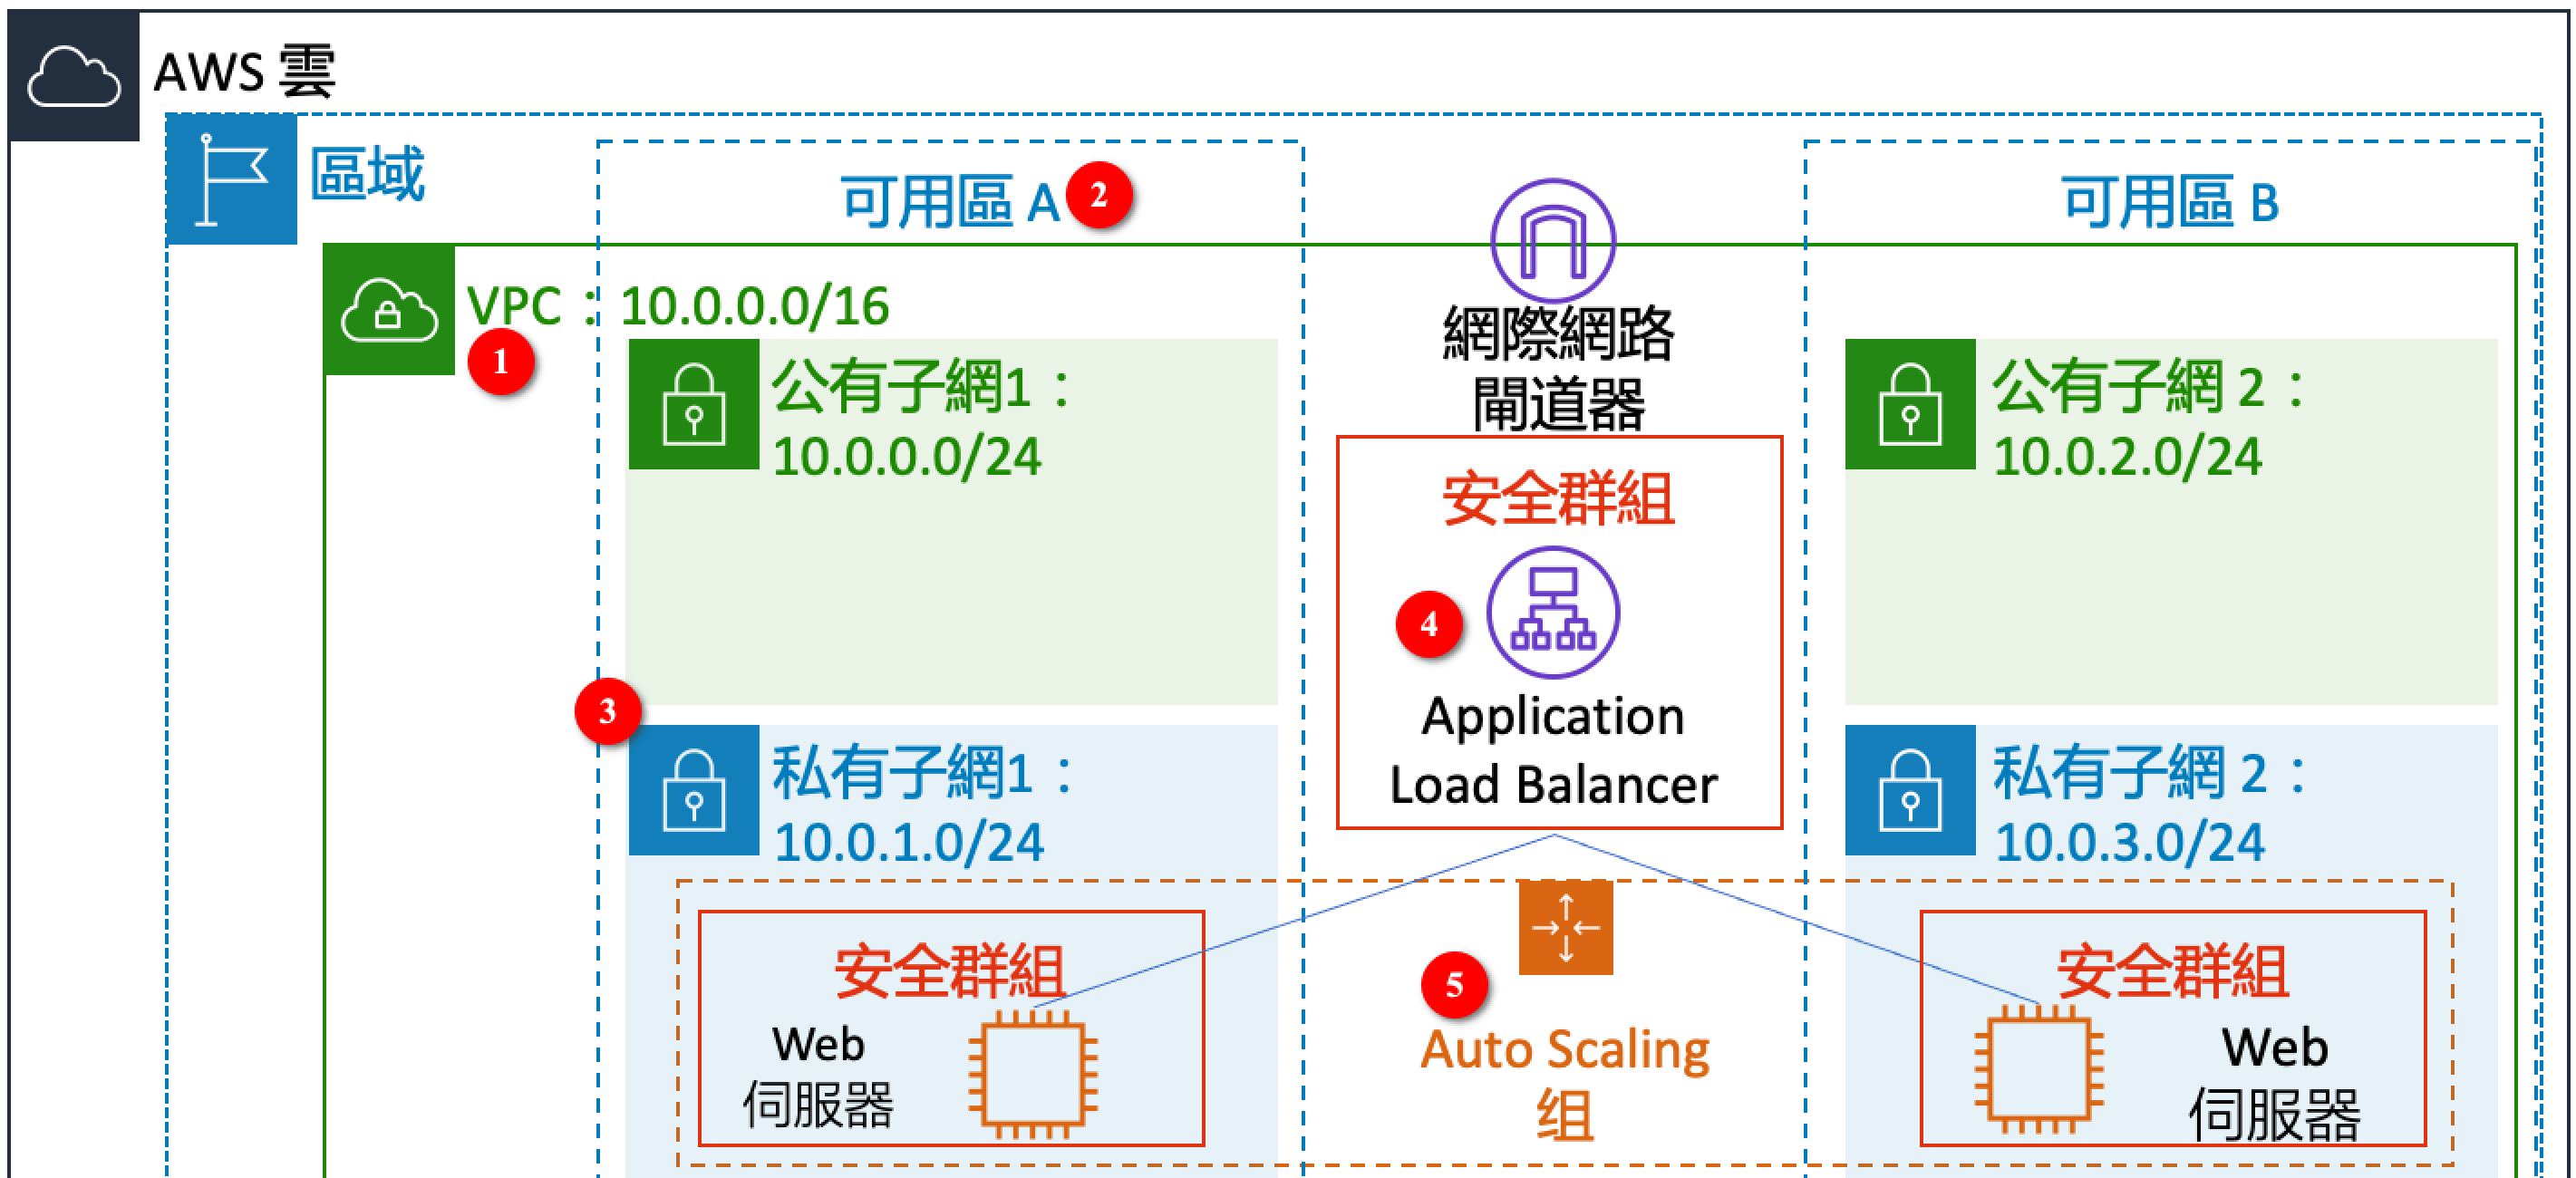 AWS 雲
區域
可用區 A
2
可用區 B
VPC：10.0.0.0/16
1
公有子網1：
10.0.0.0/24
網際網路
閘道器
公有子網 2：
10.0.2.0/24
安全群組
4
Application
Load Balancer
3
私有子網1：
10.0.1.0/24
私有子網 2：
10.0.3.0/24
安全群組
Web
伺服器
5
Auto Scaling
组
安全群組
Web
伺服器